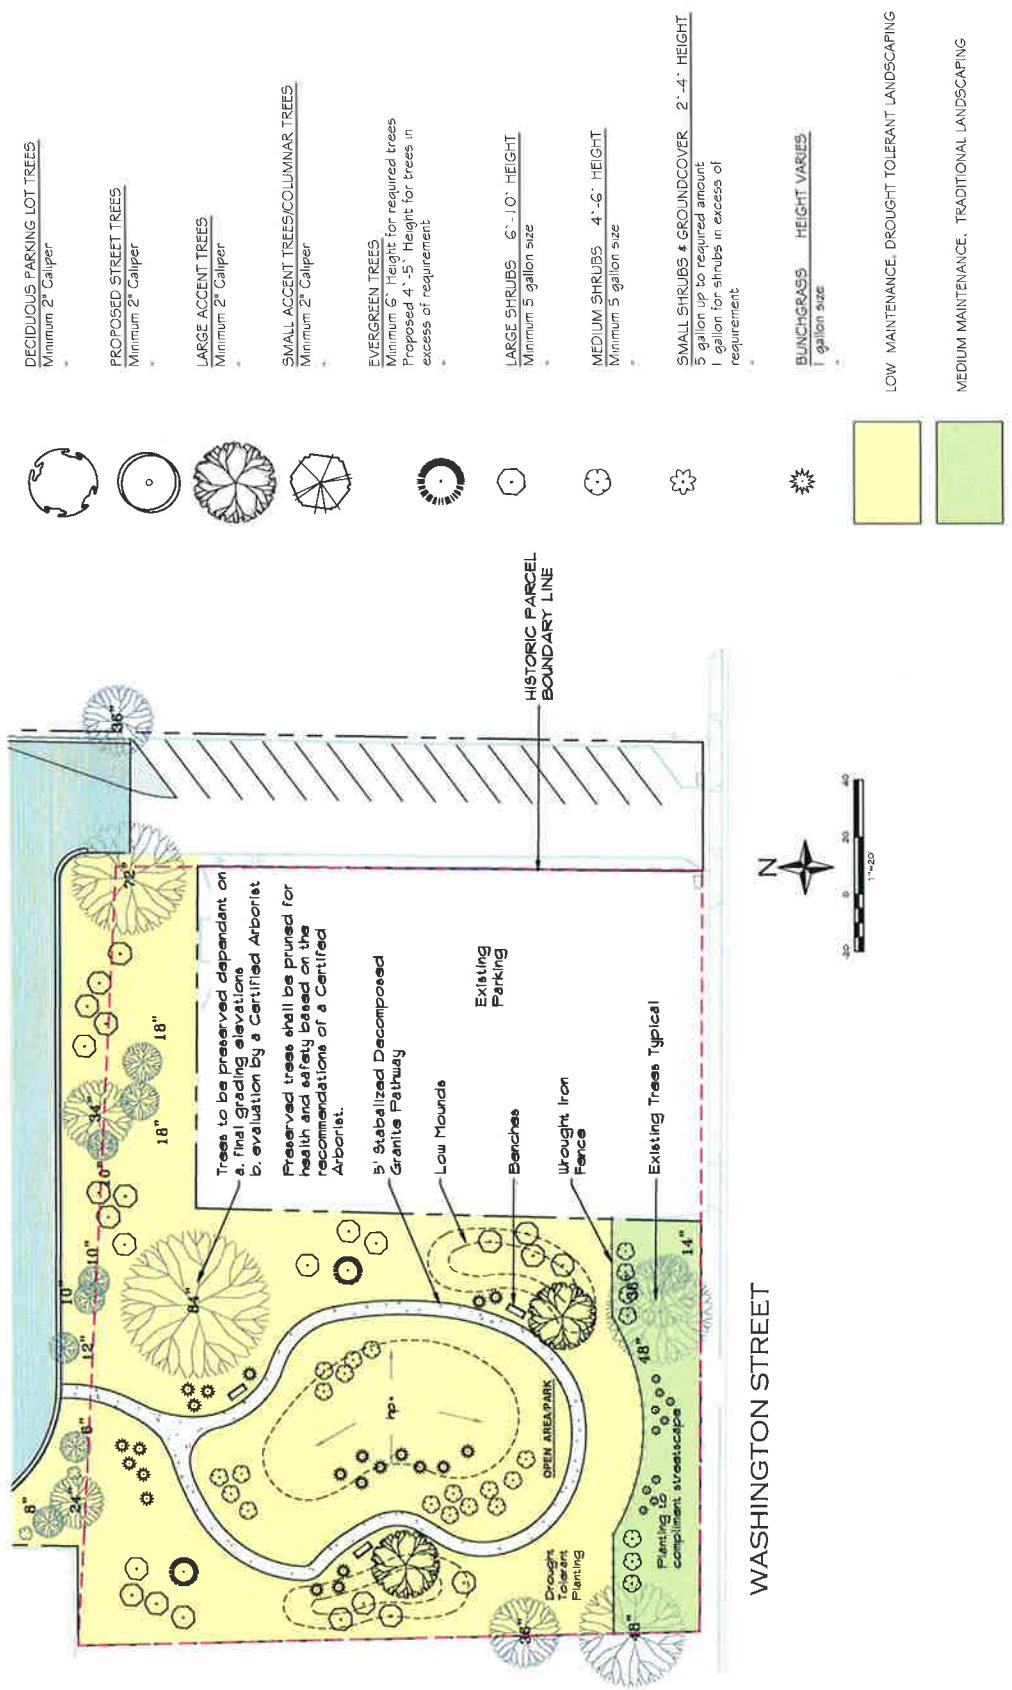 DECIDUOUS PARKING LOT TREES
Minimum 2" Caliper
PROPOSED STREET TREES
Minimum 2" Caliper
LARGE ACCENT TREES
Minimum 2" Caliper
SMALL ACCENT TREES/COLUMNAR TREES
Minimum 2" Caliper
EVERGREEN TREES
Minimum 6' Height for required trees
Proposed 4'-5' Height for trees in
excess of requirement
LARGE SHRUBS 6'-10' HEIGHT
Minimum 5 gallon size
MEDIUM SHRUBS 4'-6' HEIGHT
Minimum 5 gallon size
SMALL SHRUBS & GROUNDCOVER 2'-4' HEIGHT
5 gallon up to required amount
1 gallon for shrubs in excess of
requirement
BUNCHGRASS HEIGHT VARIES
1 gallon size
LOW MAINTENANCE, DROUGHT TOLERANT LANDSCAPING
MEDIUM MAINTENANCE, TRADITIONAL LANDSCAPING
HISTORIC PARCEL
BOUNDARY LINE
36"
72"
Trees to be preserved dependant on
a. final grading elevations
b. evaluation by a Certified Arborist
Preserved trees shall be pruned for
health and safety based on the
recommendations of a Certified
Arborist.
5' Stabalized Decomposed
Granite Pathway
Low Mounds
Benches
Wrought Iron
Fence
Existing Trees Typical
Existing
Parking
18"
18"
34"
10"
10"
10"
12"
6"
24"
8"
84"
hp+
OPEN AREA/PARK
Drought
Tolerant
Planting
Planting to
compliment streetscape
14"
36"
48"
48"
36"
WASHINGTON STREET
N
-20
0
20
40
1"=20'